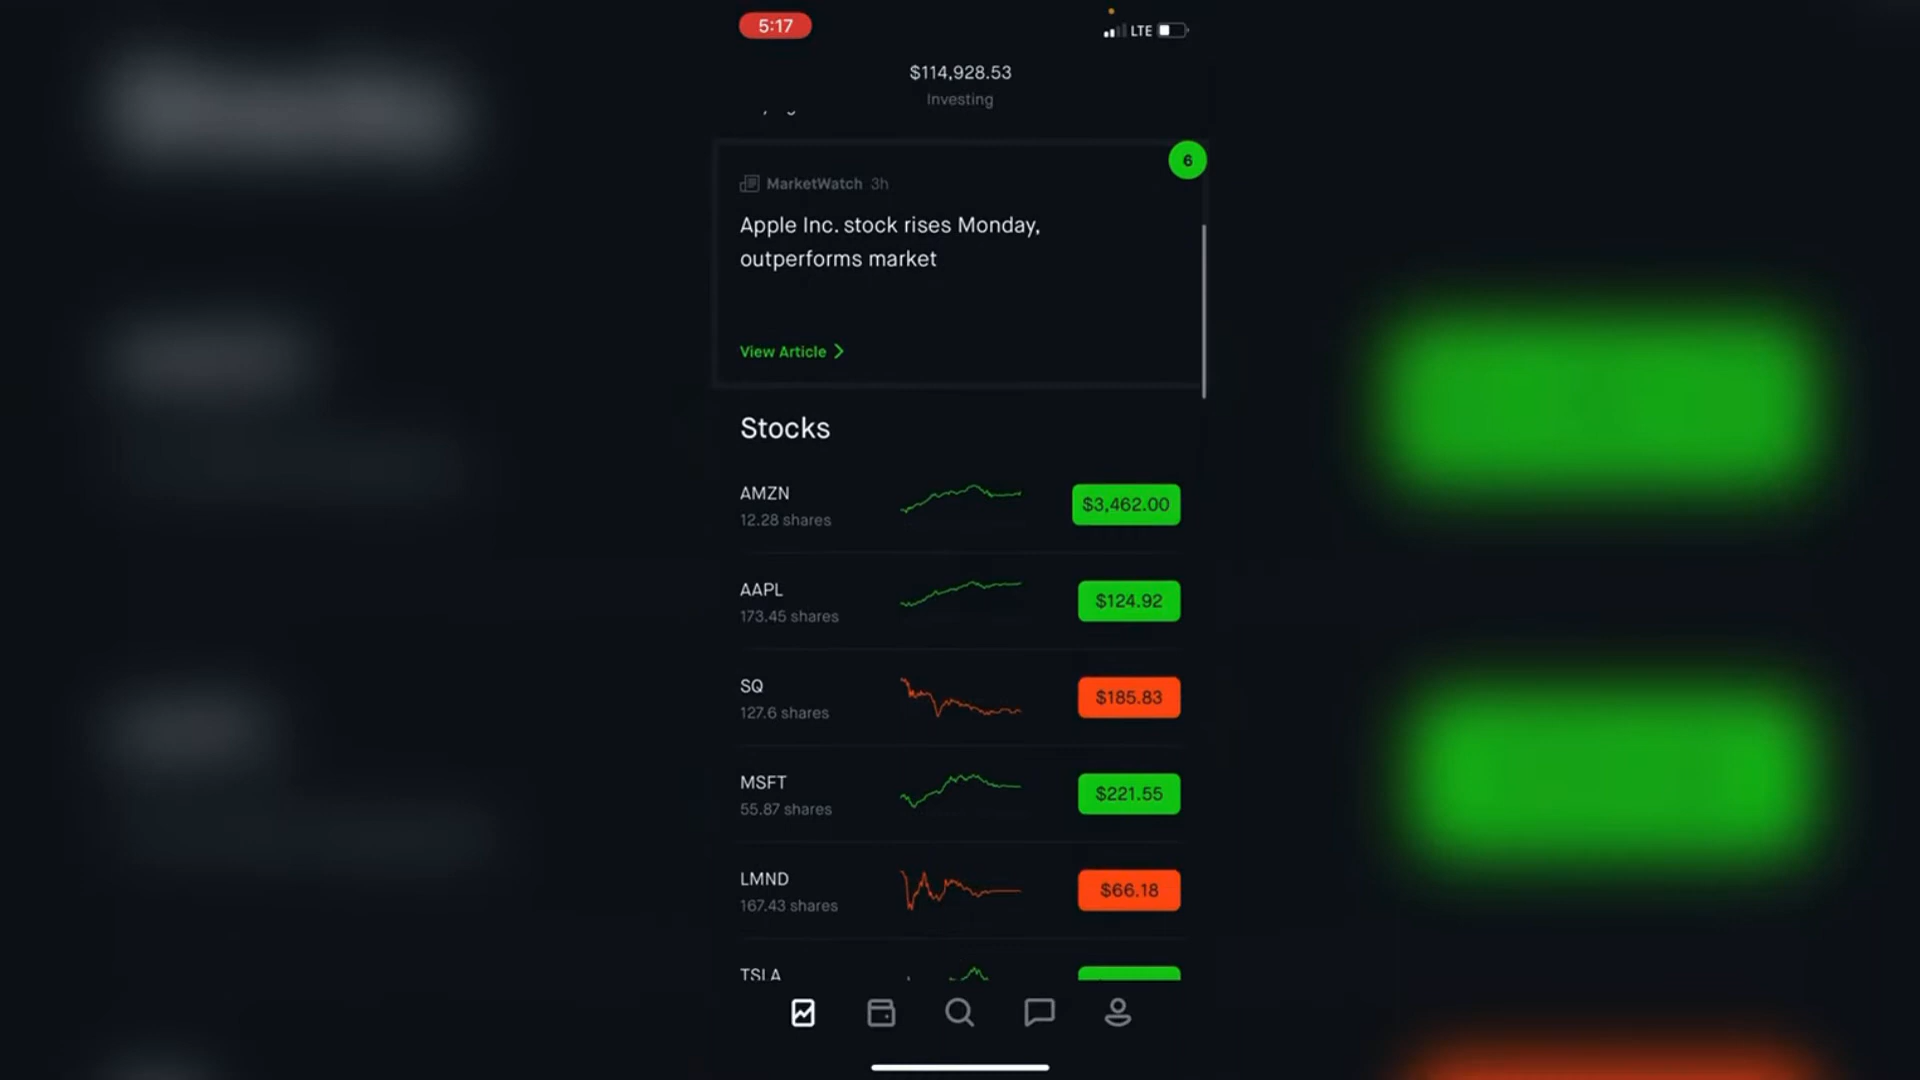 5:17
LTE
$114,928.53
Investing
6
MarketWatch 3h
Apple Inc. stock rises Monday,
outperforms market
View Article
Stocks
AMZN
12.28 shares
$3,462.00
AAPL
173.45 shares
$124.92
SQ
127.6 shares
$185.83
MSFT
55.87 shares
$221.55
LMND
167.43 shares
$66.18
TSLA